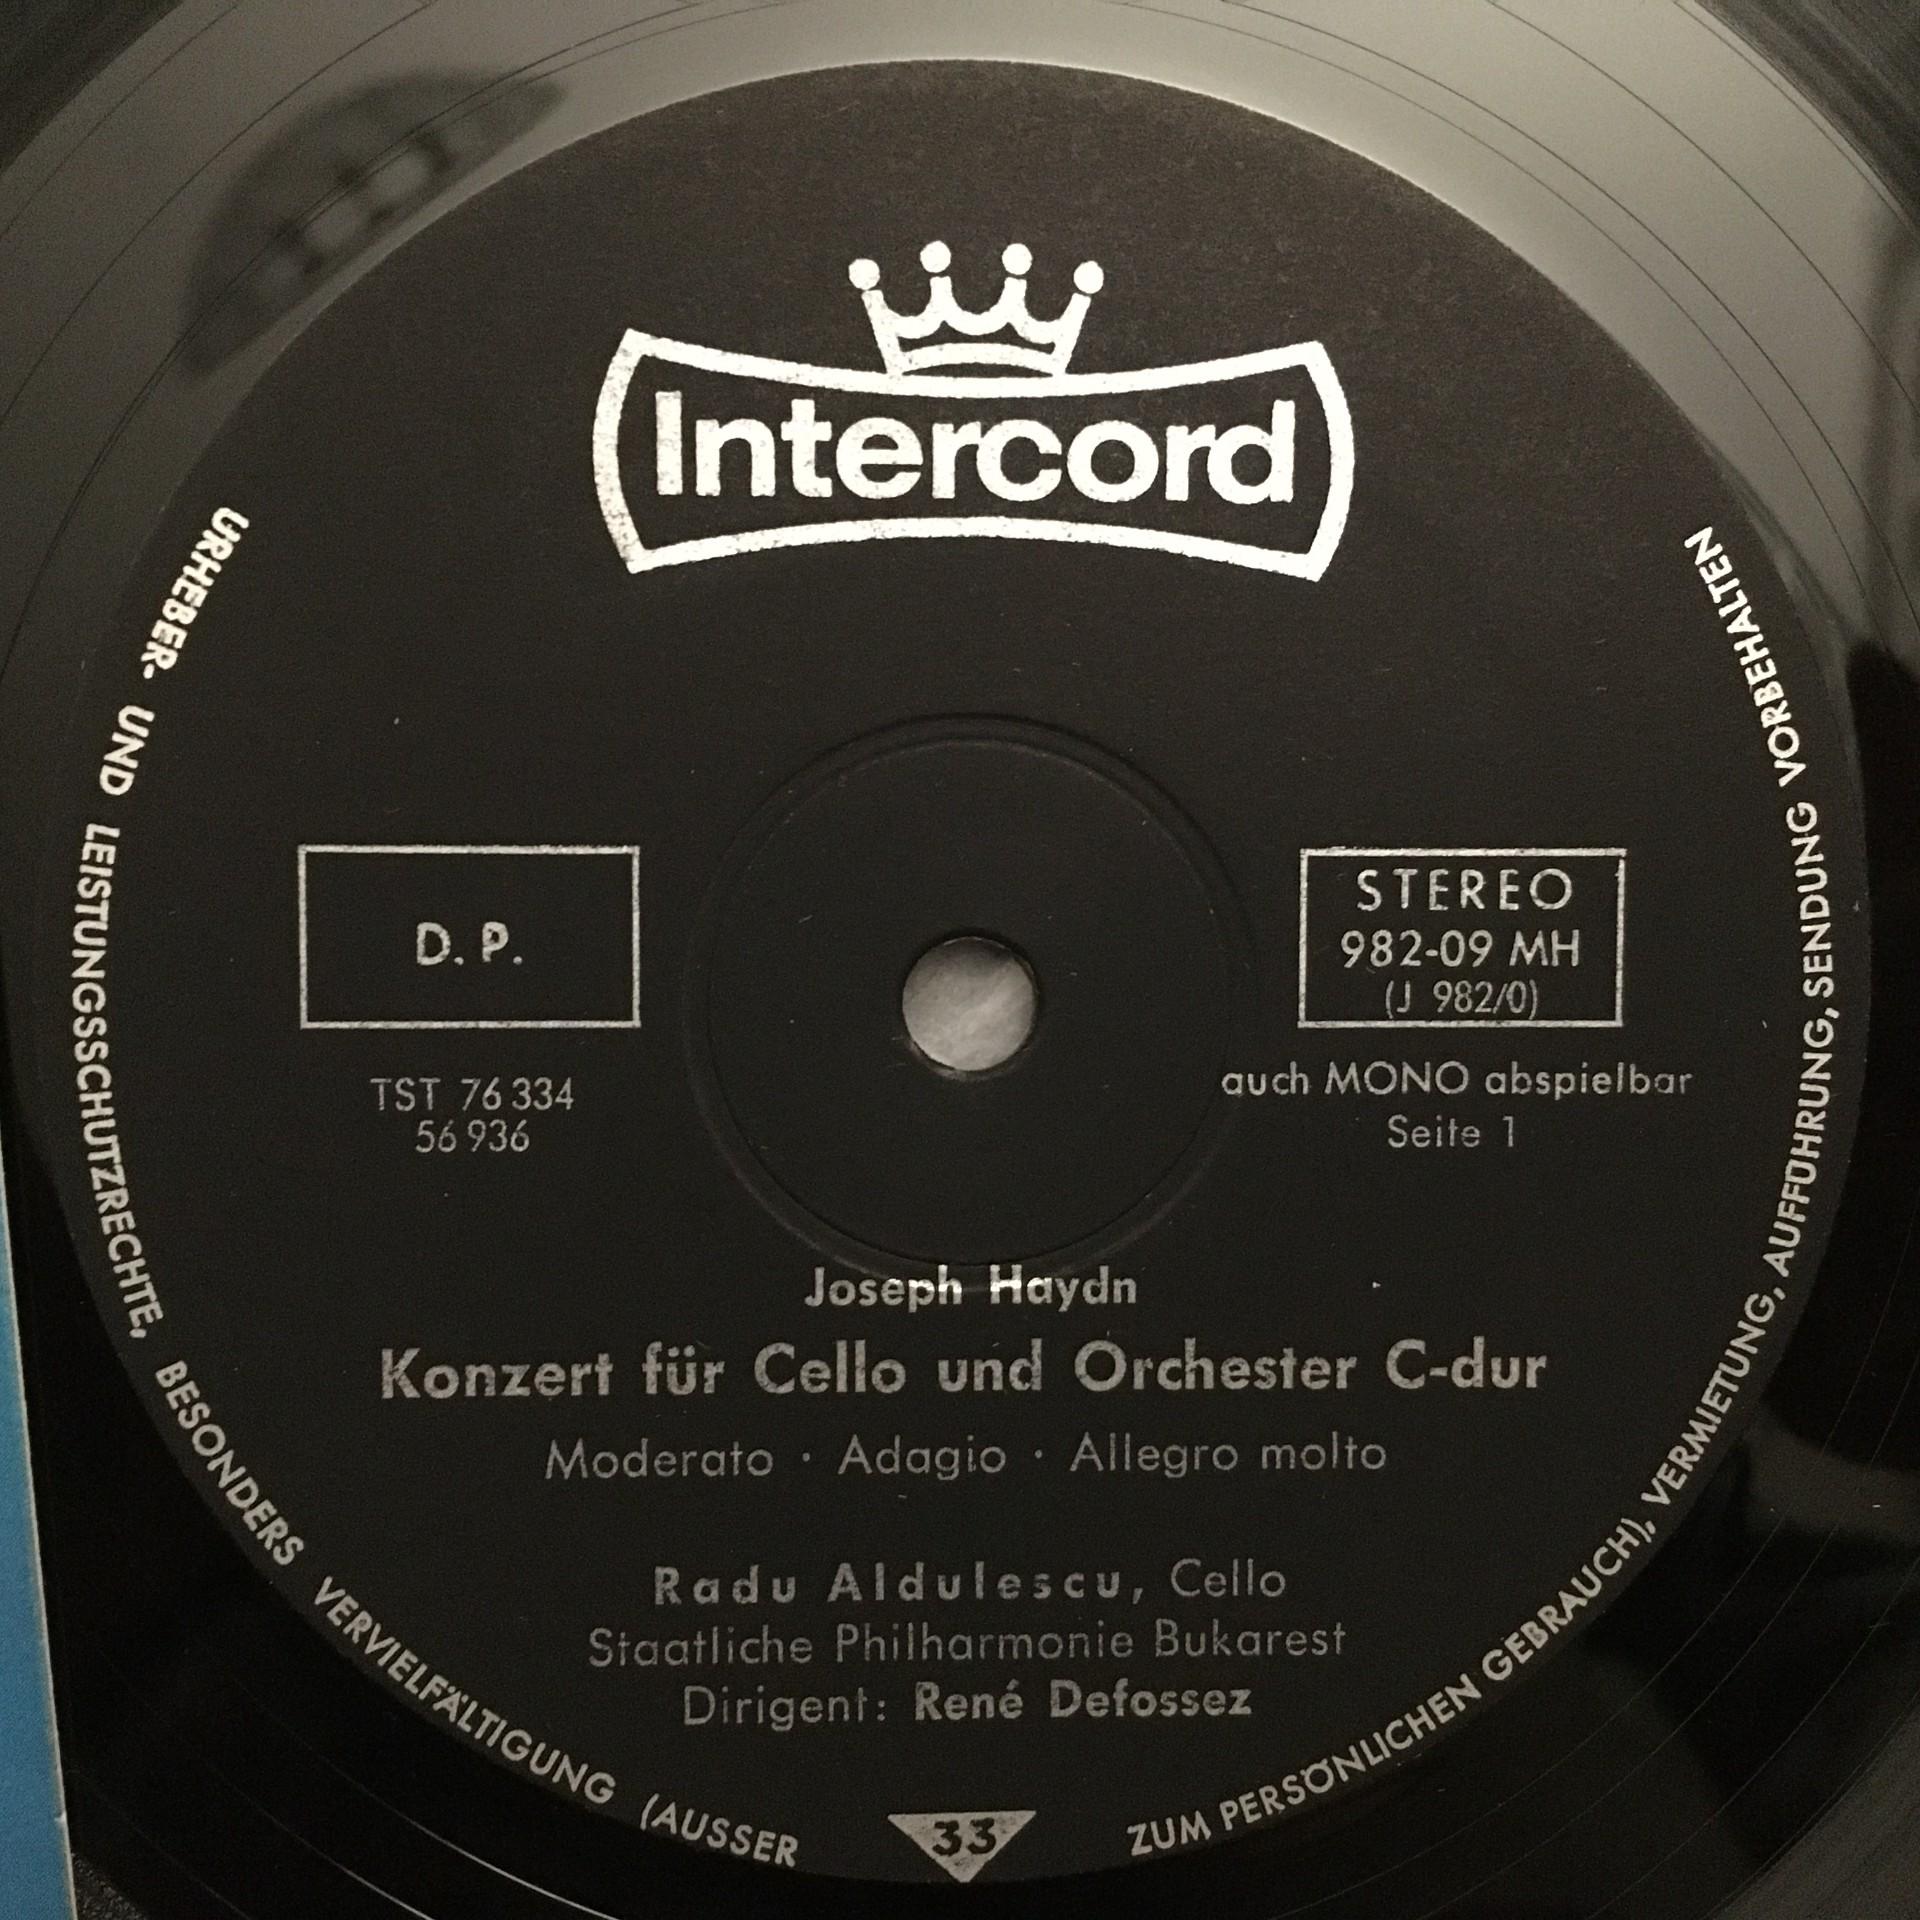 Intercord
D. P.
TST 76 334
56 936
STEREO
982-09 MH
(J 982/0)
auch MONO abspielbar
Seite 1
Joseph Haydn
Konzert für Cello und Orchester C-dur
Moderato · Adagio · Allegro molto
Radu Aldulescu, Cello
Staatliche Philharmonie Bukarest
Dirigent: René Defossez
33
URHEBER- UND LEISTUNGSSCHUTZRECHTE, BESONDERS VERVIELFÄLTIGUNG (AUSSER ZUM PERSÖNLICHEN GEBRAUCH), VERMIETUNG, AUFFÜHRUNG, SENDUNG VORBEHALTEN